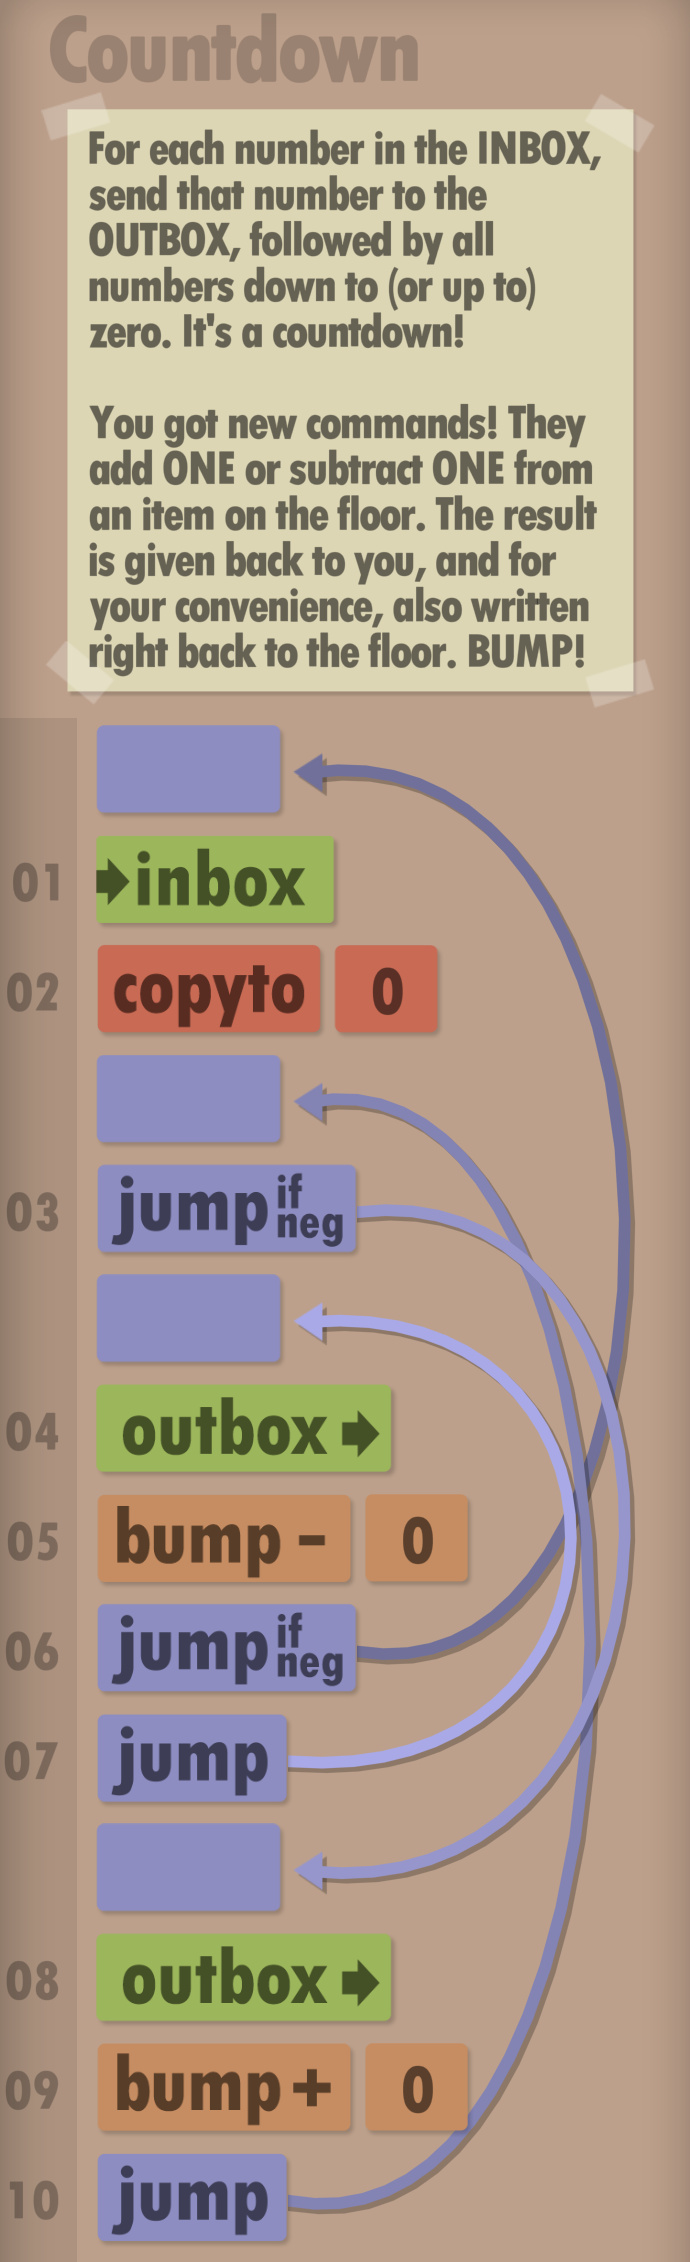 Countdown
For each number in the INBOX,
send that number to the
OUTBOX, followed by all
numbers down to (or up to)
zero. It's a countdown!
You got new commands! They
add ONE or subtract ONE from
an item on the floor. The result
is given back to you, and for
your convenience, also written
right back to the floor. BUMP!
01 inbox
02 copyto 0
03 jump if neg
04 outbox
05 bump - 0
06 jump if neg
07 jump
08 outbox
09 bump + 0
10 jump